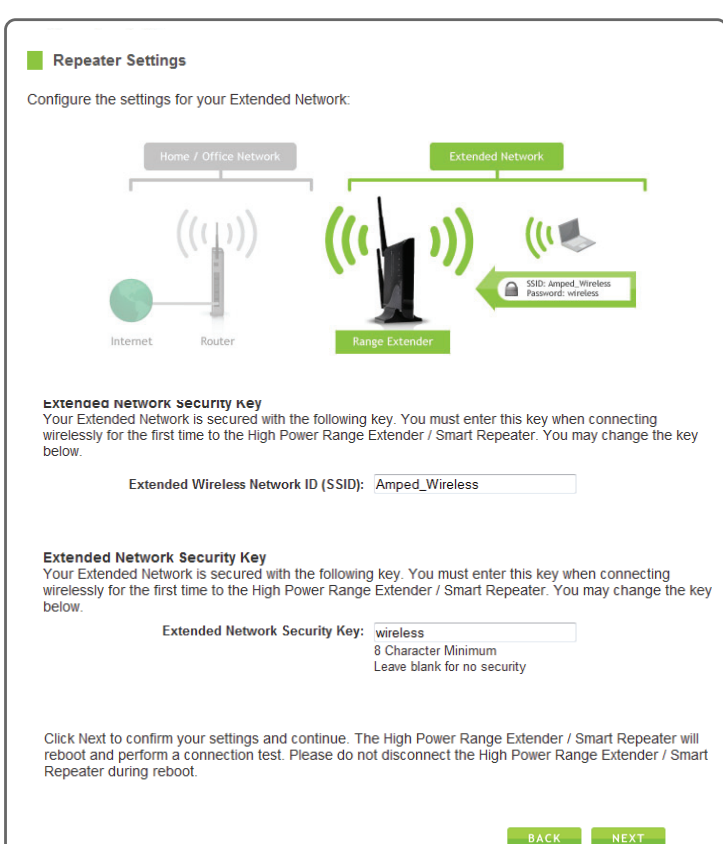 Repeater Settings
Configure the settings for your Extended Network:
Home / Office Network
Extended Network
SSID: Amped_Wireless
Password: wireless
Internet
Router
Range Extender
Extended Network Security Key
Your Extended Network is secured with the following key. You must enter this key when connecting
wirelessly for the first time to the High Power Range Extender / Smart Repeater. You may change the key
below.
Extended Wireless Network ID (SSID): Amped_Wireless
Extended Network Security Key
Your Extended Network is secured with the following key. You must enter this key when connecting
wirelessly for the first time to the High Power Range Extender / Smart Repeater. You may change the key
below.
Extended Network Security Key: wireless
8 Character Minimum
Leave blank for no security
Click Next to confirm your settings and continue. The High Power Range Extender / Smart Repeater will
reboot and perform a connection test. Please do not disconnect the High Power Range Extender / Smart
Repeater during reboot.
BACK NEXT